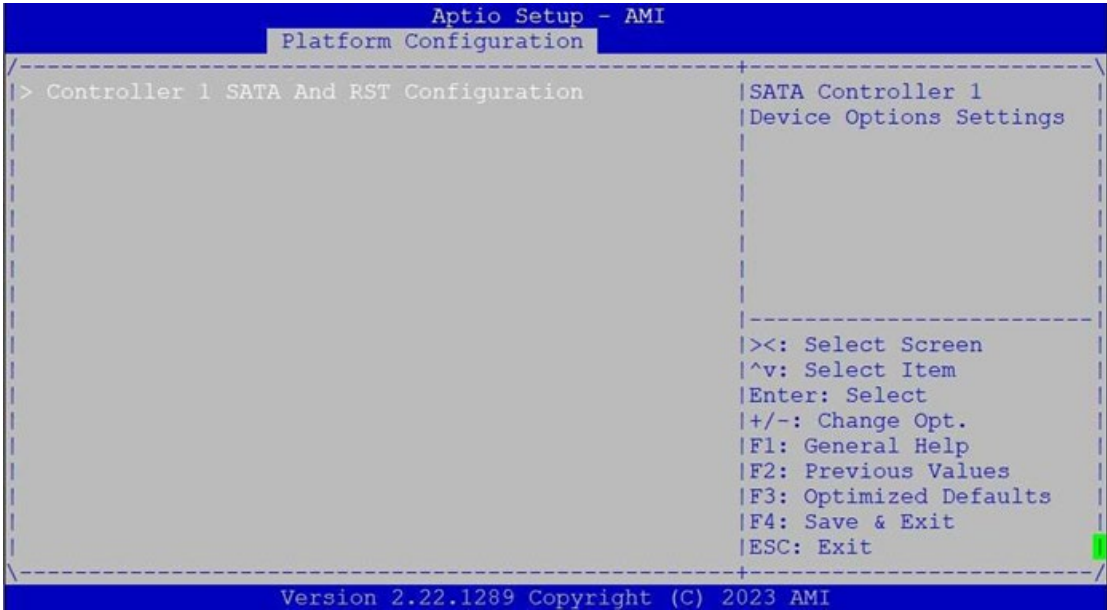 Aptio Setup - AMI
Platform Configuration
> Controller 1 SATA And RST Configuration
SATA Controller 1
Device Options Settings
><: Select Screen
^v: Select Item
Enter: Select
+/-: Change Opt.
F1: General Help
F2: Previous Values
F3: Optimized Defaults
F4: Save & Exit
ESC: Exit
Version 2.22.1289 Copyright (C) 2023 AMI